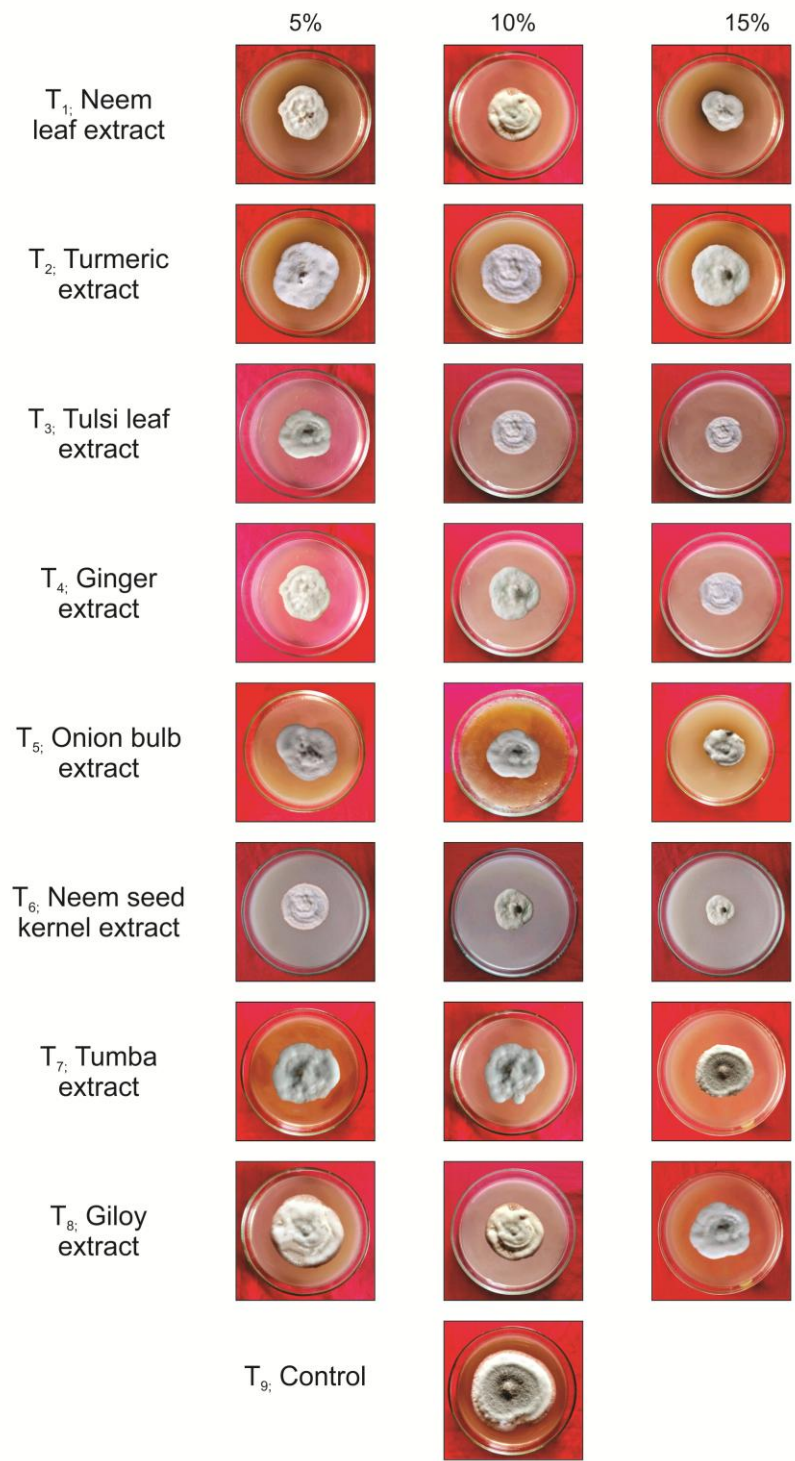 5% 10% 15%
T1; Neem
leaf extract
T2; Turmeric
extract
T3; Tulsi leaf
extract
T4; Ginger
extract
T5; Onion bulb
extract
T6; Neem seed
kernel extract
T7; Tumba
extract
T8; Giloy
extract
T9; Control